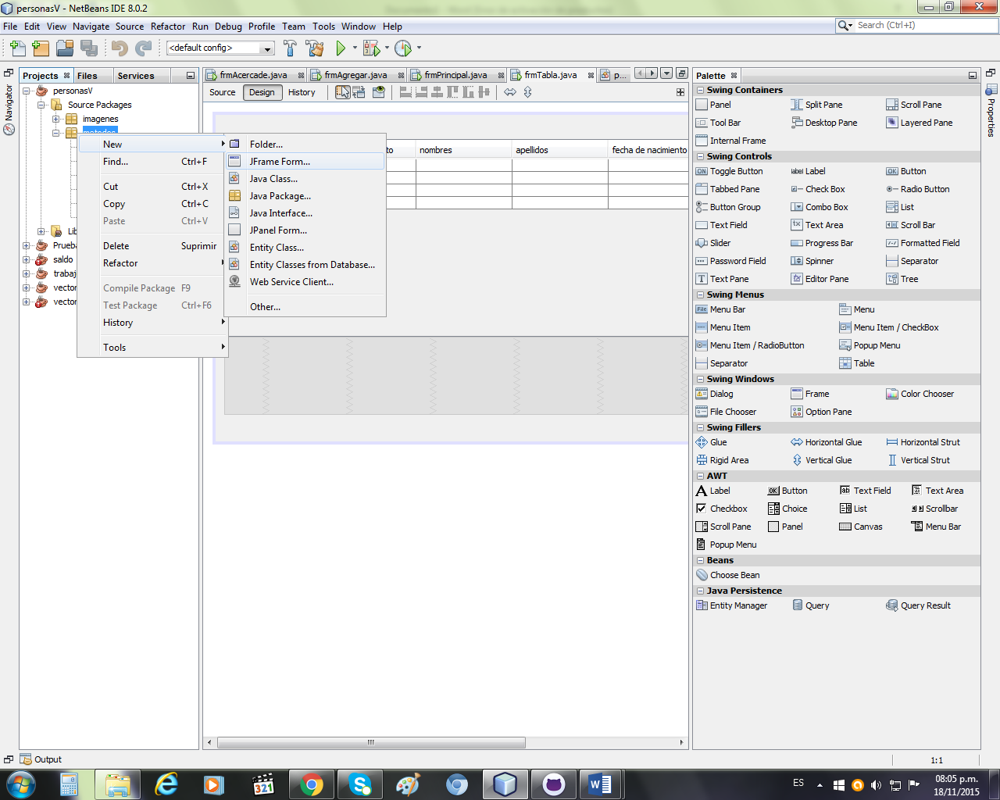 personasV - NetBeans IDE 8.0.2
File Edit View Navigate Source Refactor Run Debug Profile Team Tools Window Help
Search (Ctrl+I)
<default config>
Projects Files Services
frmAcercade.java frmAgregar.java frmPrincipal.java frmTabla.java p...
Source Design History
Navigator
personasV
Source Packages
imagenes
Lib
Prueba
saldo
trabaj
vector
vector
New
Find... Ctrl+F
Cut Ctrl+X
Copy Ctrl+C
Paste Ctrl+V
Delete Suprimir
Refactor
Compile Package F9
Test Package Ctrl+F6
History
Tools
Folder...
JFrame Form...
Java Class...
Java Package...
Java Interface...
JPanel Form...
Entity Class...
Entity Classes from Database...
Web Service Client...
Other...
to nombres apellidos fecha de nacimiento
Palette
Properties
Swing Containers
Panel Split Pane Scroll Pane
Tool Bar Desktop Pane Layered Pane
Internal Frame
Swing Controls
Toggle Button Label Button
Tabbed Pane Check Box Radio Button
Button Group Combo Box List
Text Field Text Area Scroll Bar
Slider Progress Bar Formatted Field
Password Field Spinner Separator
Text Pane Editor Pane Tree
Swing Menus
Menu Bar Menu
Menu Item Menu Item / CheckBox
Menu Item / RadioButton Popup Menu
Separator Table
Swing Windows
Dialog Frame Color Chooser
File Chooser Option Pane
Swing Fillers
Glue Horizontal Glue Horizontal Strut
Rigid Area Vertical Glue Vertical Strut
AWT
Label Button Text Field Text Area
Checkbox Choice List Scrollbar
Scroll Pane Panel Canvas Menu Bar
Popup Menu
Beans
Choose Bean
Java Persistence
Entity Manager Query Query Result
Output
1:1
321
ES
08:05 p.m.
18/11/2015